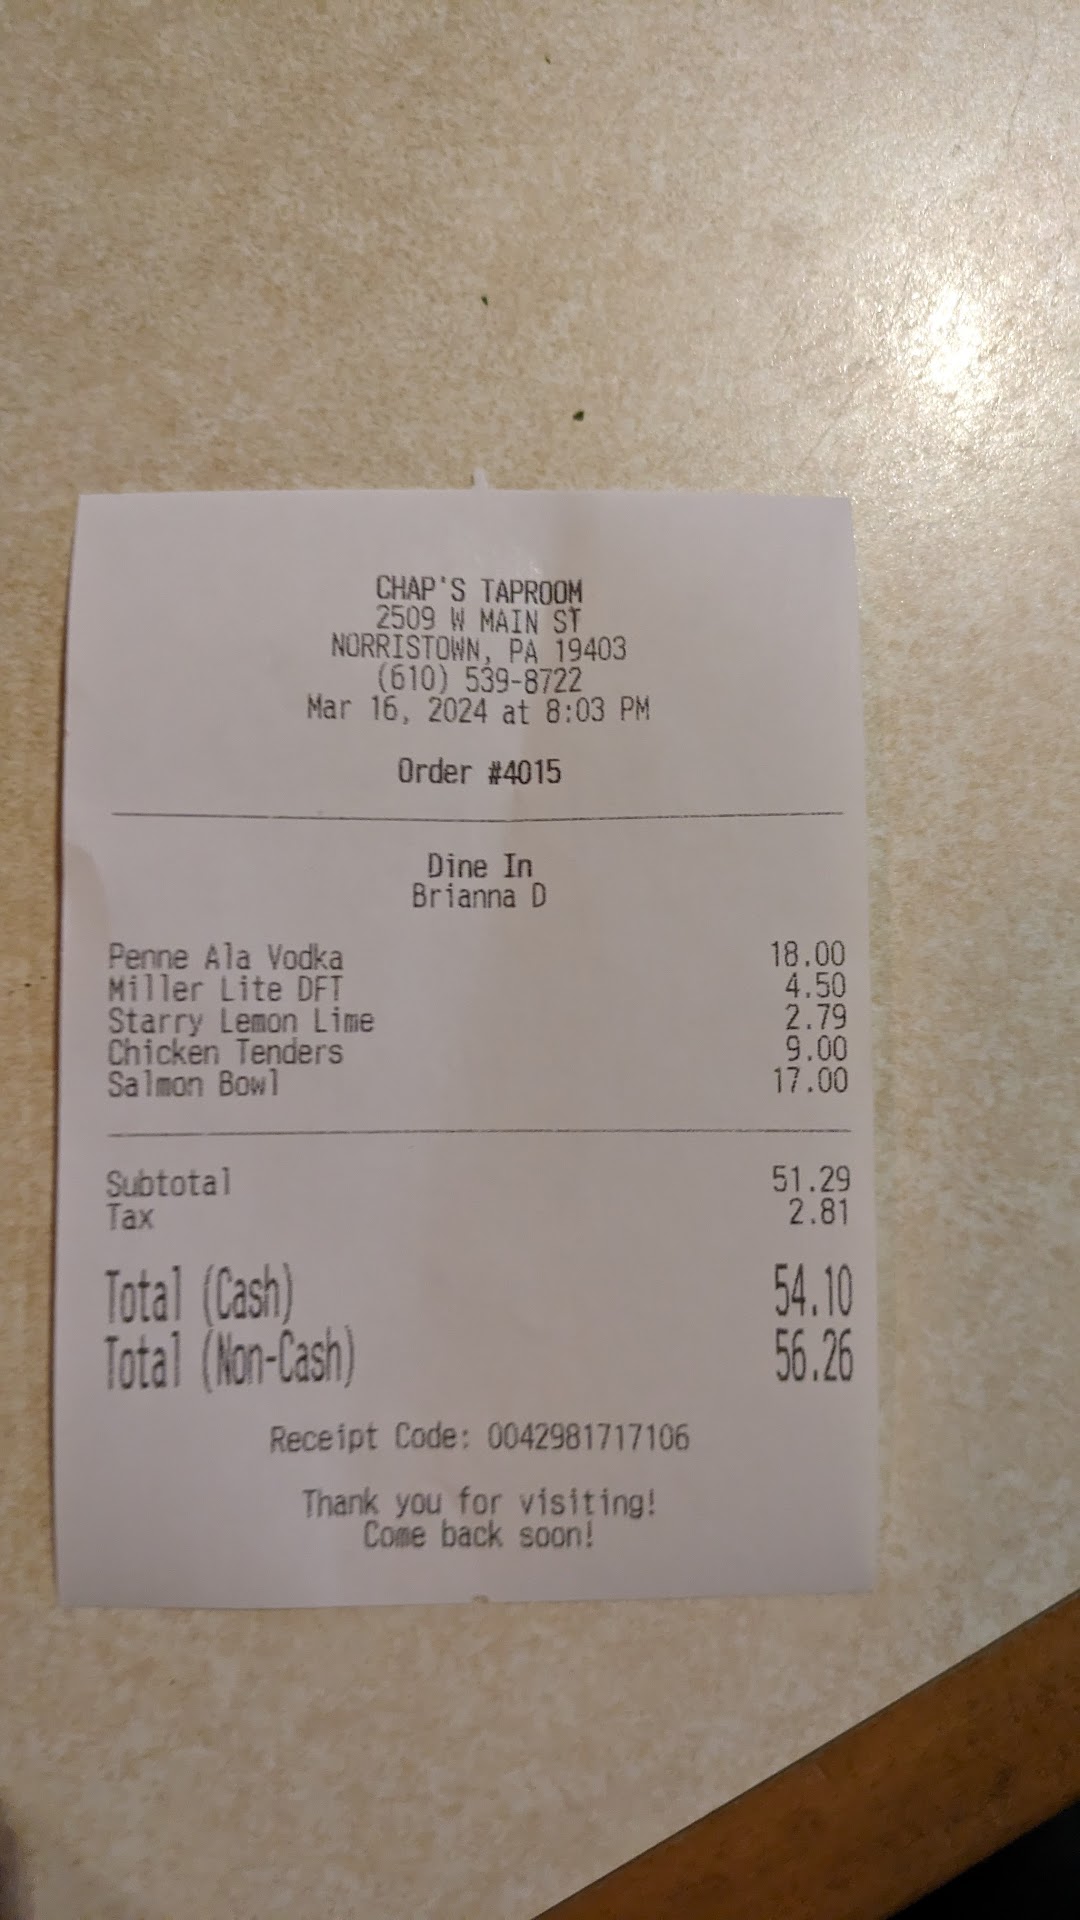 CHAP'S TAPROOM
2509 W MAIN ST
NORRISTOWN, PA 19403
(610) 539-8722
Mar 16, 2024 at 8:03 PM
Order #4015
Dine In
Brianna D
Penne Ala Vodka 18.00
Miller Lite DFT 4.50
Starry Lemon Lime 2.79
Chicken Tenders 9.00
Salmon Bowl 17.00
Subtotal 51.29
Tax 2.81
Total (Cash) 54.10
Total (Non-Cash) 56.26
Receipt Code: 0042981717106
Thank you for visiting!
Come back soon!